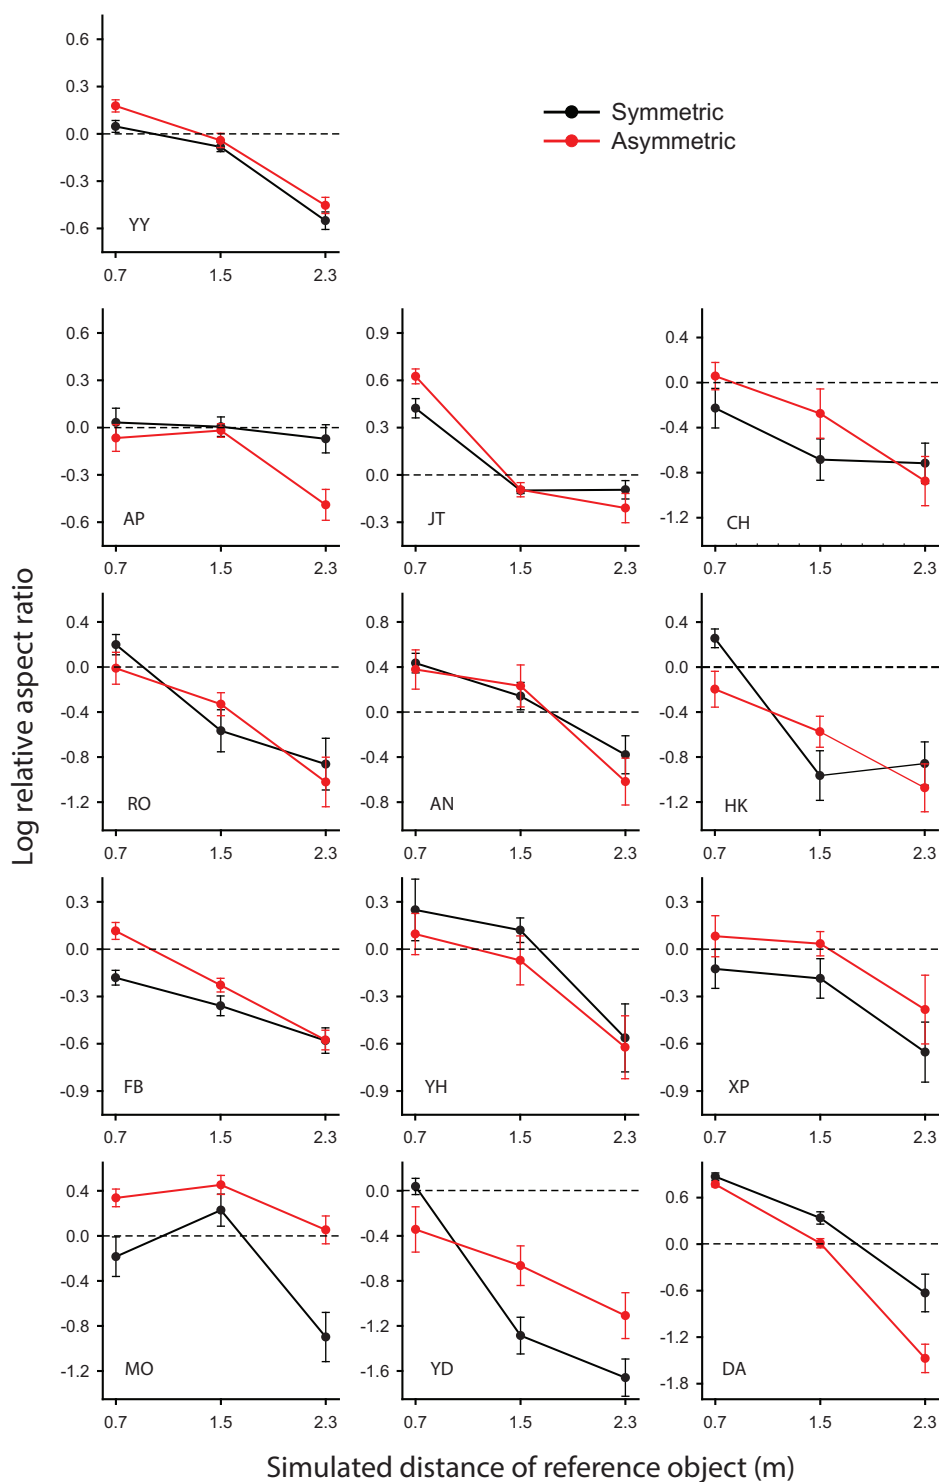 Symmetric
Asymmetric
0.6
0.3
0.0
-0.3
-0.6
YY
0.7 1.5 2.3
0.6
0.3
0.0
-0.3
-0.6
AP
0.7 1.5 2.3
0.9
0.6
0.3
0.0
-0.3
JT
0.7 1.5 2.3
0.4
0.0
-0.4
-0.8
-1.2
CH
0.7 1.5 2.3
Log relative aspect ratio
0.4
0.0
-0.4
-0.8
-1.2
RO
0.7 1.5 2.3
0.8
0.4
0.0
-0.4
-0.8
AN
0.7 1.5 2.3
0.4
0.0
-0.4
-0.8
-1.2
HK
0.7 1.5 2.3
0.3
0.0
-0.3
-0.6
-0.9
FB
0.7 1.5 2.3
0.3
0.0
-0.3
-0.6
-0.9
YH
0.7 1.5 2.3
0.3
0.0
-0.3
-0.6
-0.9
XP
0.7 1.5 2.3
0.4
0.0
-0.4
-0.8
-1.2
MO
0.7 1.5 2.3
0.0
-0.4
-0.8
-1.2
-1.6
YD
0.7 1.5 2.3
0.6
0.0
-0.6
-1.2
-1.8
DA
0.7 1.5 2.3
Simulated distance of reference object (m)